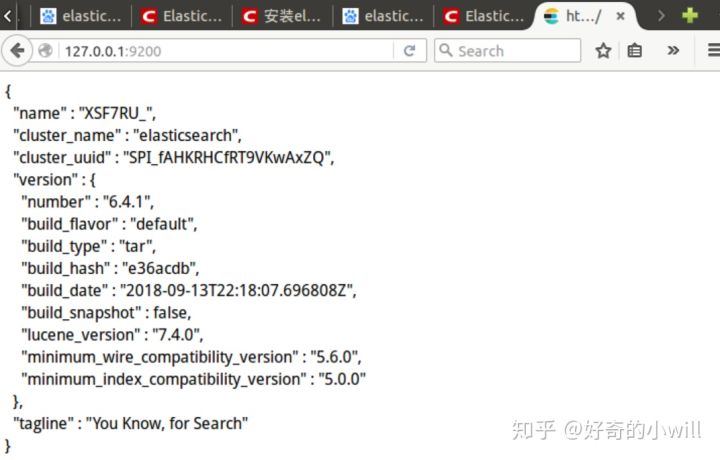 elastic...
Elastic...
安装el...
elastic...
Elastic...
ht.../
127.0.0.1:9200
Search
{
"name" : "XSF7RU_",
"cluster_name" : "elasticsearch",
"cluster_uuid" : "SPI_fAHKRHCfRT9VKwAxZQ",
"version" : {
"number" : "6.4.1",
"build_flavor" : "default",
"build_type" : "tar",
"build_hash" : "e36acdb",
"build_date" : "2018-09-13T22:18:07.696808Z",
"build_snapshot" : false,
"lucene_version" : "7.4.0",
"minimum_wire_compatibility_version" : "5.6.0",
"minimum_index_compatibility_version" : "5.0.0"
},
"tagline" : "You Know, for Search"
}
知乎 @好奇的小will